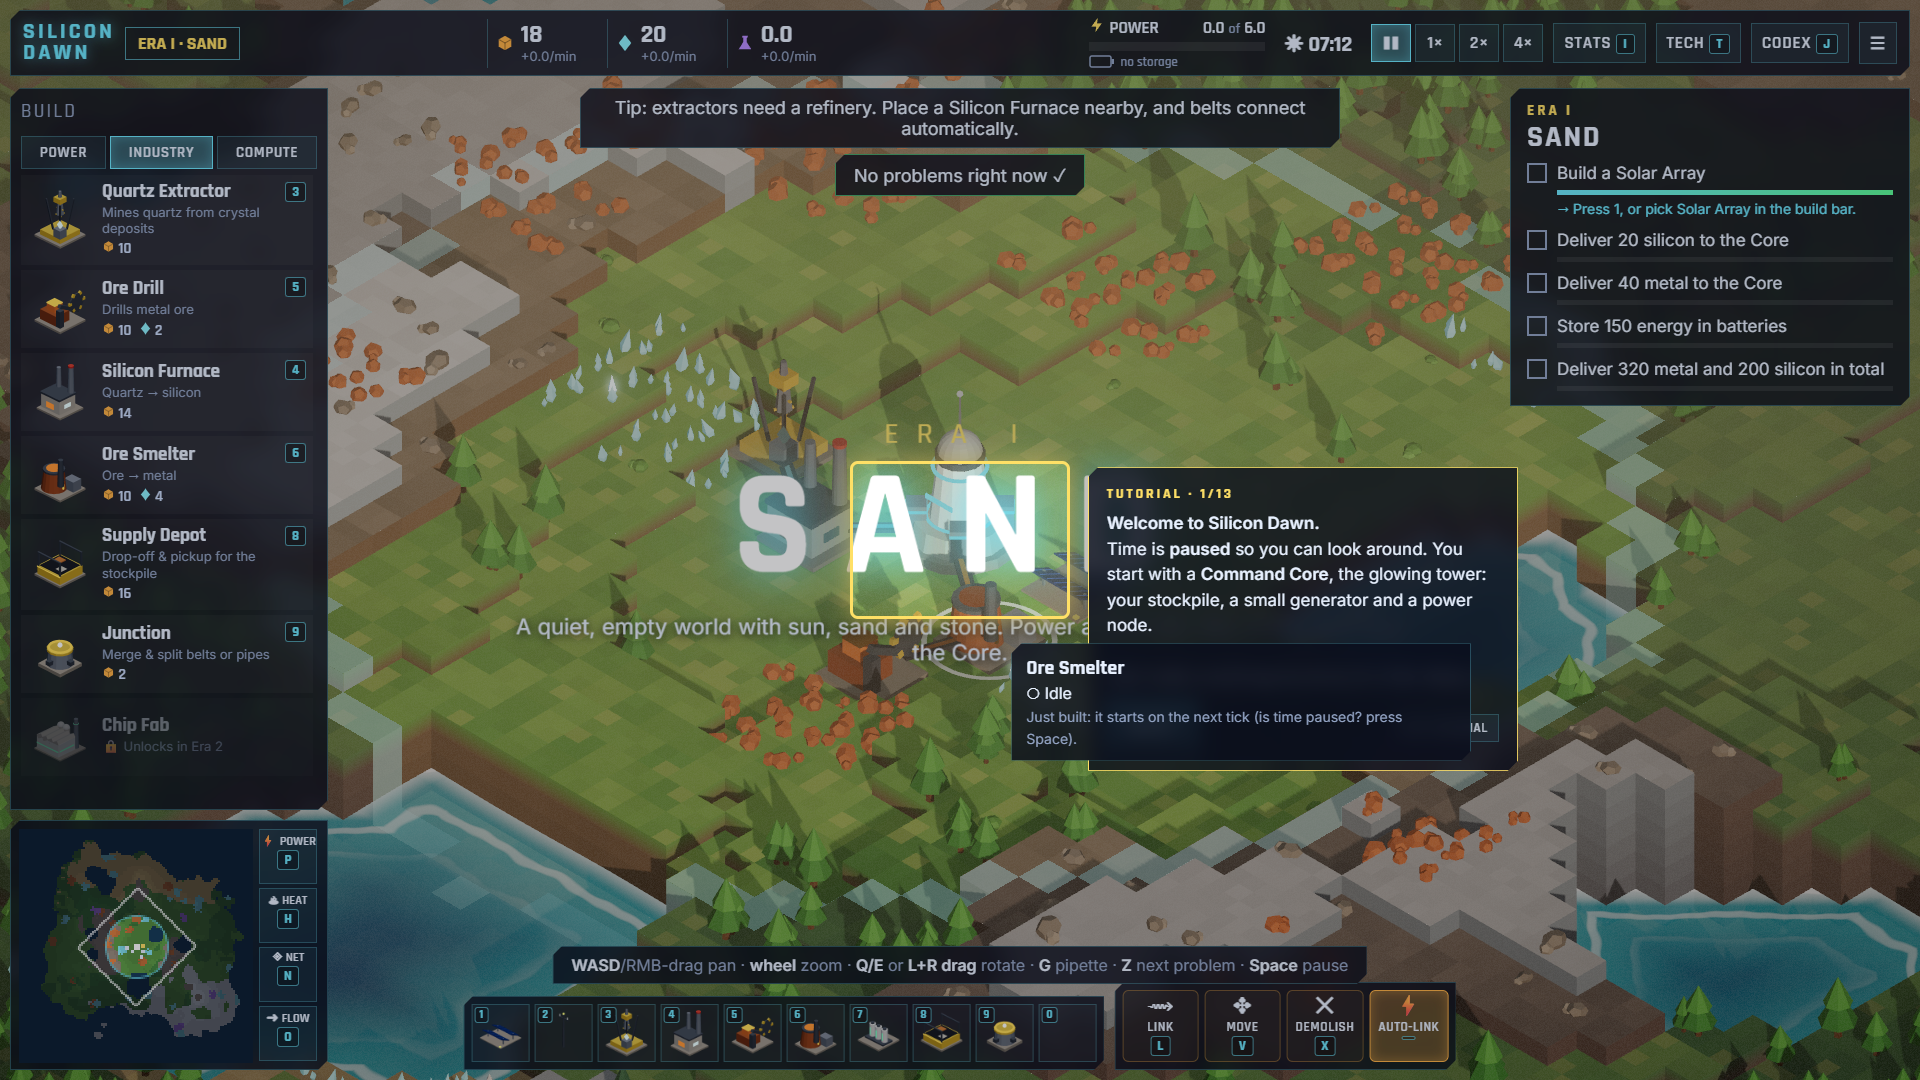 SILICON
DAWN
ERA I · SAND
18
+0.0/min
20
+0.0/min
0.0
+0.0/min
POWER
0.0 of 6.0
no storage
07:12
1×
2×
4×
STATS I
TECH T
CODEX J
BUILD
POWER
INDUSTRY
COMPUTE
Quartz Extractor
3
Mines quartz from crystal
deposits
10
Ore Drill
5
Drills metal ore
10 2
Silicon Furnace
4
Quartz → silicon
14
Ore Smelter
6
Ore → metal
10 4
Supply Depot
8
Drop-off & pickup for the
stockpile
16
Junction
9
Merge & split belts or pipes
2
Chip Fab
Unlocks in Era 2
Tip: extractors need a refinery. Place a Silicon Furnace nearby, and belts connect
automatically.
No problems right now ✓
ERA I
SAND
Build a Solar Array
→ Press 1, or pick Solar Array in the build bar.
Deliver 20 silicon to the Core
Deliver 40 metal to the Core
Store 150 energy in batteries
Deliver 320 metal and 200 silicon in total
ERA I
SAN
A quiet, empty world with sun, sand and stone. Power
the Core.
TUTORIAL · 1/13
Welcome to Silicon Dawn.
Time is paused so you can look around. You
start with a Command Core, the glowing tower:
your stockpile, a small generator and a power
node.
Ore Smelter
Idle
Just built: it starts on the next tick (is time paused? press
Space).
POWER
P
HEAT
H
NET
N
FLOW
O
WASD/RMB-drag pan · wheel zoom · Q/E or L+R drag rotate · G pipette · Z next problem · Space pause
1
2
3
4
5
6
7
8
9
0
LINK
L
MOVE
V
DEMOLISH
X
AUTO-LINK